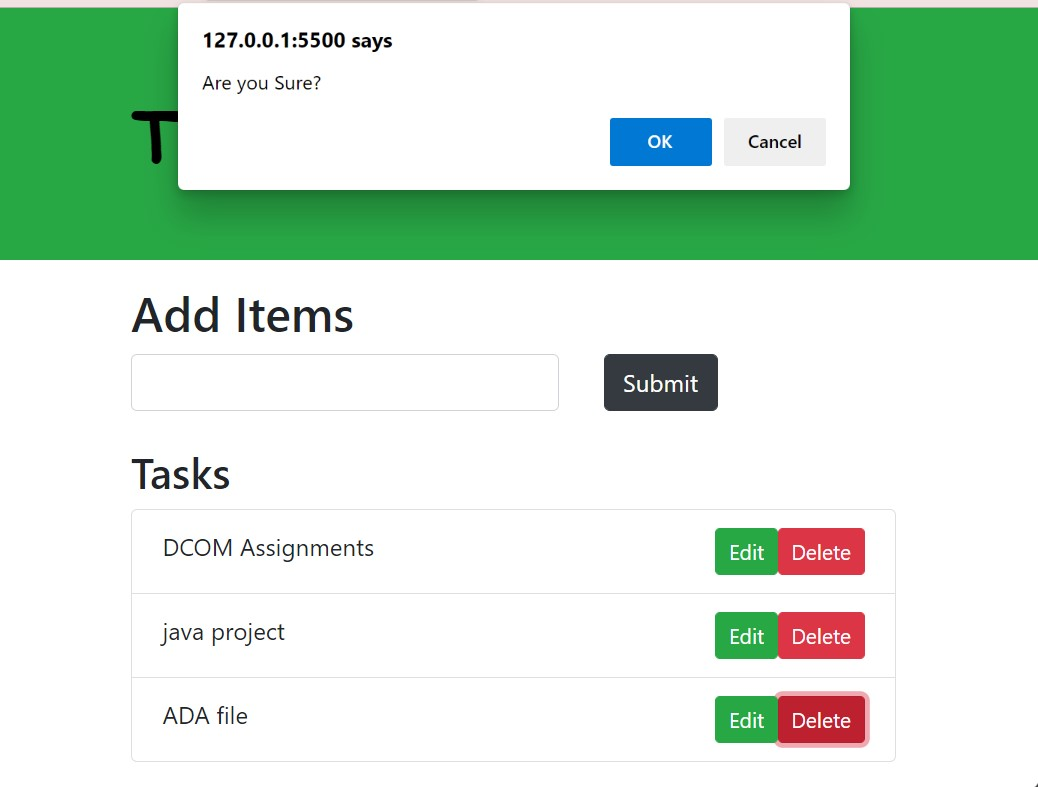 127.0.0.1:5500 says
Are you Sure?
OK Cancel
Add Items
Submit
Tasks
DCOM Assignments Edit Delete
java project Edit Delete
ADA file Edit Delete